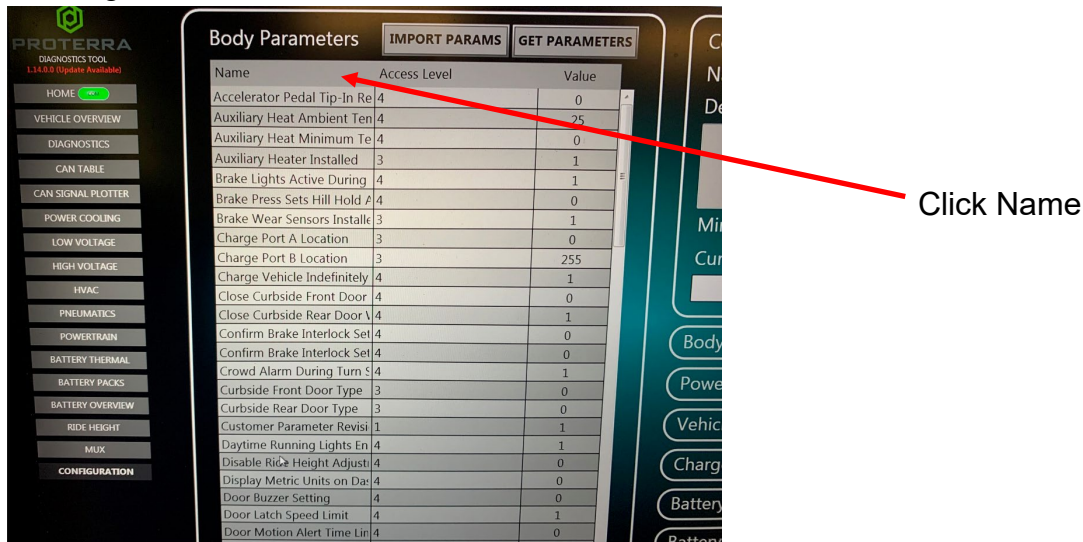 PROTERRA
DIAGNOSTICS TOOL
1.14.0.0 (Update Available)
HOME
VEHICLE OVERVIEW
DIAGNOSTICS
CAN TABLE
CAN SIGNAL PLOTTER
POWER COOLING
LOW VOLTAGE
HIGH VOLTAGE
HVAC
PNEUMATICS
POWERTRAIN
BATTERY THERMAL
BATTERY PACKS
BATTERY OVERVIEW
RIDE HEIGHT
MUX
CONFIGURATION
Body Parameters IMPORT PARAMS GET PARAMETERS
Name Access Level Value
Accelerator Pedal Tip-In Re 4 0
Auxiliary Heat Ambient Ten 4 25
Auxiliary Heat Minimum Te 4 0
Auxiliary Heater Installed 3 1
Brake Lights Active During 4 1
Brake Press Sets Hill Hold A 4 0
Brake Wear Sensors Installe 3 1
Charge Port A Location 3 0
Charge Port B Location 3 255
Charge Vehicle Indefinitely 4 1
Close Curbside Front Door 4 0
Close Curbside Rear Door V 4 1
Confirm Brake Interlock Set 4 0
Confirm Brake Interlock Set 4 0
Crowd Alarm During Turn S 4 1
Curbside Front Door Type 3 0
Curbside Rear Door Type 3 0
Customer Parameter Revisi 1 1
Daytime Running Lights En 4 1
Disable Ride Height Adjust 4 0
Display Metric Units on Das 4 0
Door Buzzer Setting 4 0
Door Latch Speed Limit 4 1
Door Motion Alert Time Lin 4 0
C
N
De
Mi
Cur
Body
Powe
Vehic
Charg
Battery
Click Name